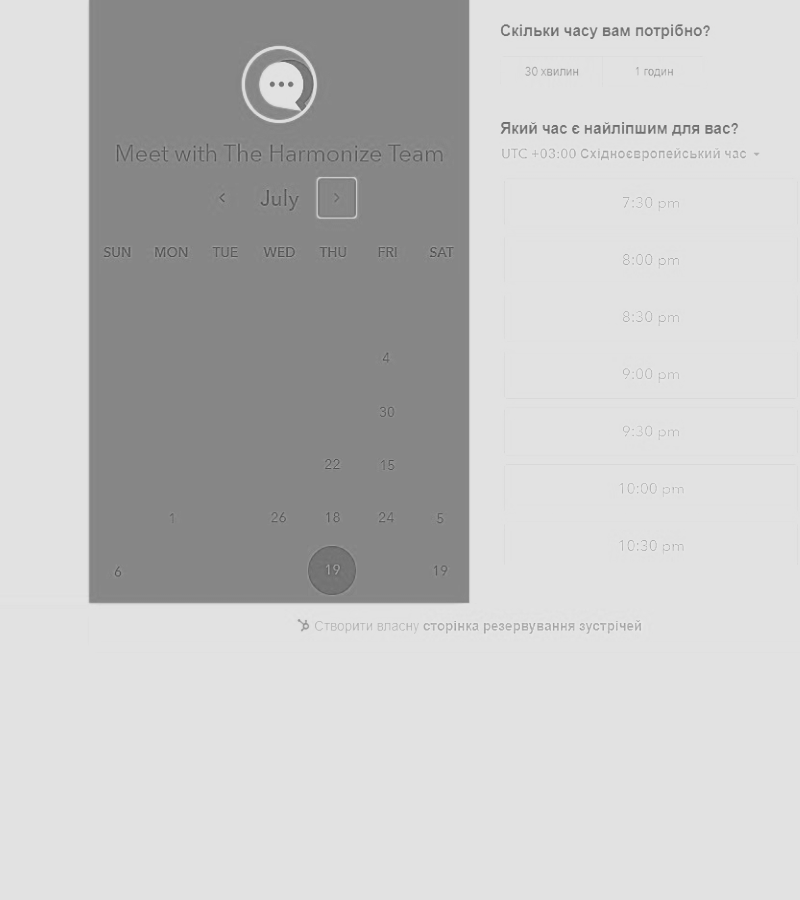 Скільки часу вам потрібно?
30 хвилин 1 годин
Meet with The Harmonize Team
July
SUN MON TUE WED THU FRI SAT
4
30
22 15
1 26 18 24 5
6 19 19
Який час є найліпшим для вас?
UTC +03:00 Східноєвропейський час
7:30 pm
8:00 pm
8:30 pm
9:00 pm
9:30 pm
10:00 pm
10:30 pm
Створити власну сторінка резервування зустрічей